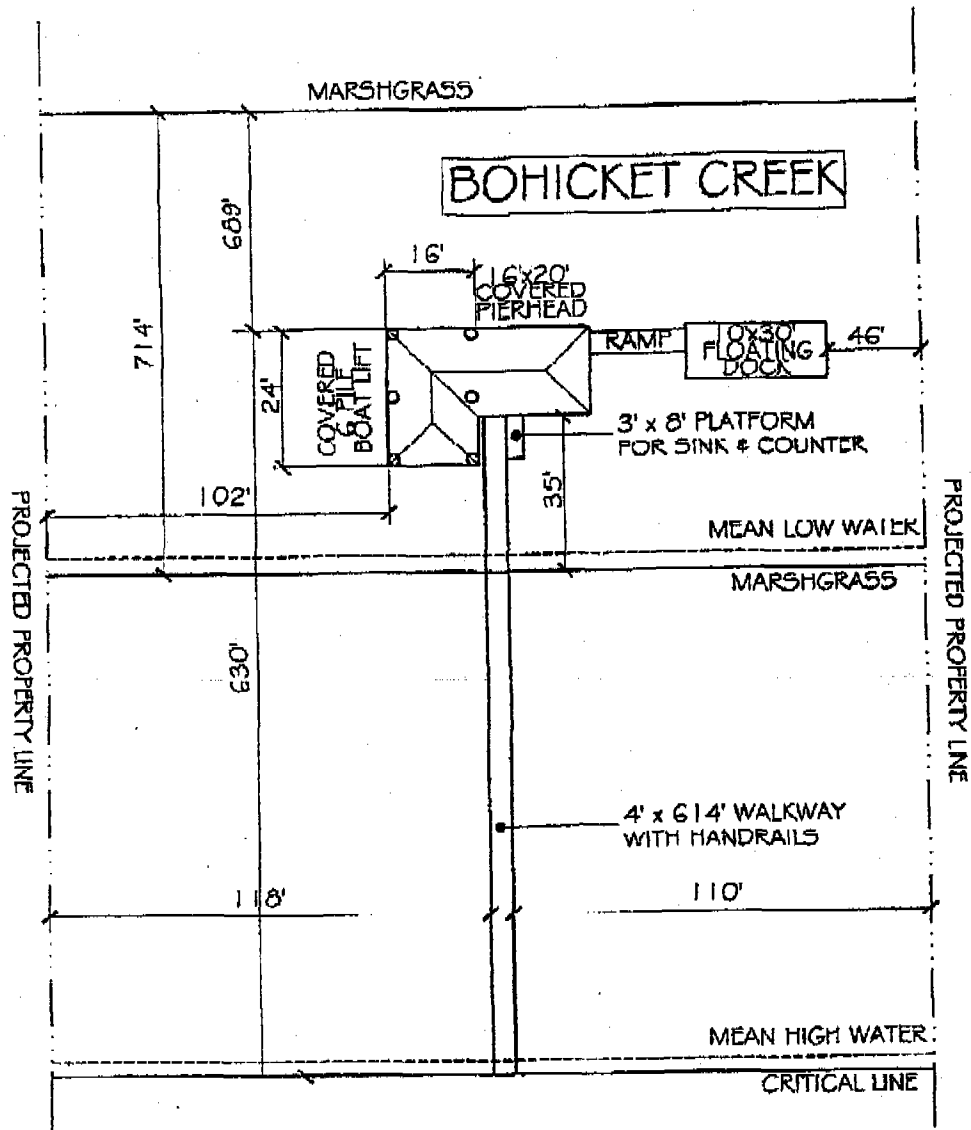 MARSHGRASS
BOHICKET CREEK
689'
714'
16'
16'x20'
COVERED
PIERHEAD
24'
COVERED
6 PILE
BOAT LIFT
RAMP
10x30'
FLOATING
DOCK
46'
3' x 8' PLATFORM
FOR SINK & COUNTER
102'
35'
MEAN LOW WATER
MARSHGRASS
PROJECTED PROPERTY LINE
PROJECTED PROPERTY LINE
630'
4' x 614' WALKWAY
WITH HANDRAILS
118'
110'
MEAN HIGH WATER
CRITICAL LINE